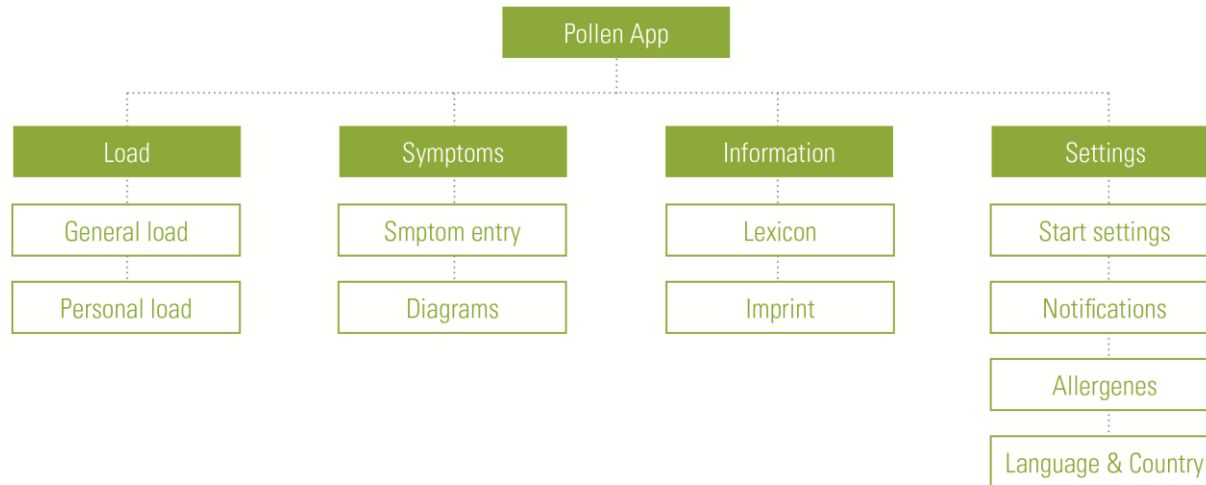 Pollen App
Load
Symptoms
Information
Settings
General load
Smptom entry
Lexicon
Start settings
Personal load
Diagrams
Imprint
Notifications
Allergenes
Language & Country